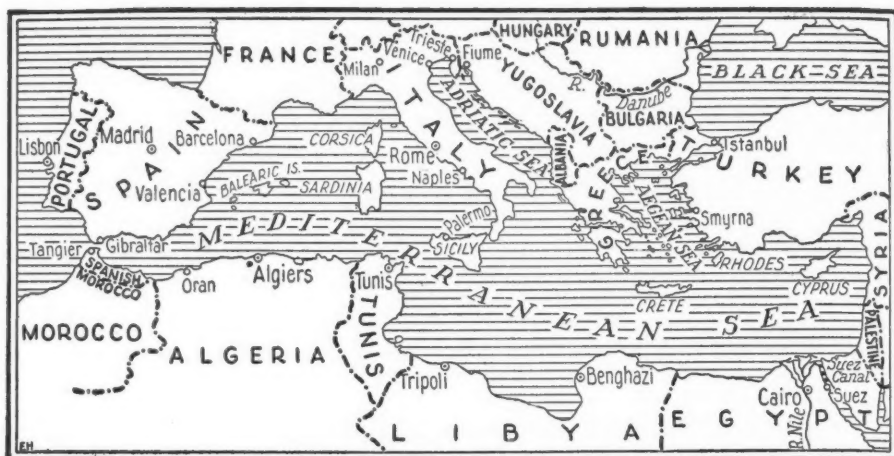 HUNGARY
RUMANIA
FRANCE
Trieste
Fiume
Venice
Milan
BLACK SEA
YUGOSLAVIA
R.
Danube
BULGARIA
ITALY
ADRIATIC SEA
PORTUGAL
SPAIN
Madrid
Barcelona
Lisbon
CORSICA
Rome
Naples
ALBANIA
GREECE
Istanbul
TURKEY
Valencia
BALEARIC IS.
SARDINIA
AEGEAN SEA
Smyrna
Palermo
SICILY
MEDITERRANEAN SEA
Tangier
Gibraltar
SPANISH
MOROCCO
Oran
Algiers
Tunis
TUNIS
RHODES
CYPRUS
CRETE
SYRIA
PALESTINE
MOROCCO
ALGERIA
Tripoli
Benghazi
Suez
Canal
Cairo
Suez
LIBYA
EGYPT
R. Nile
EH